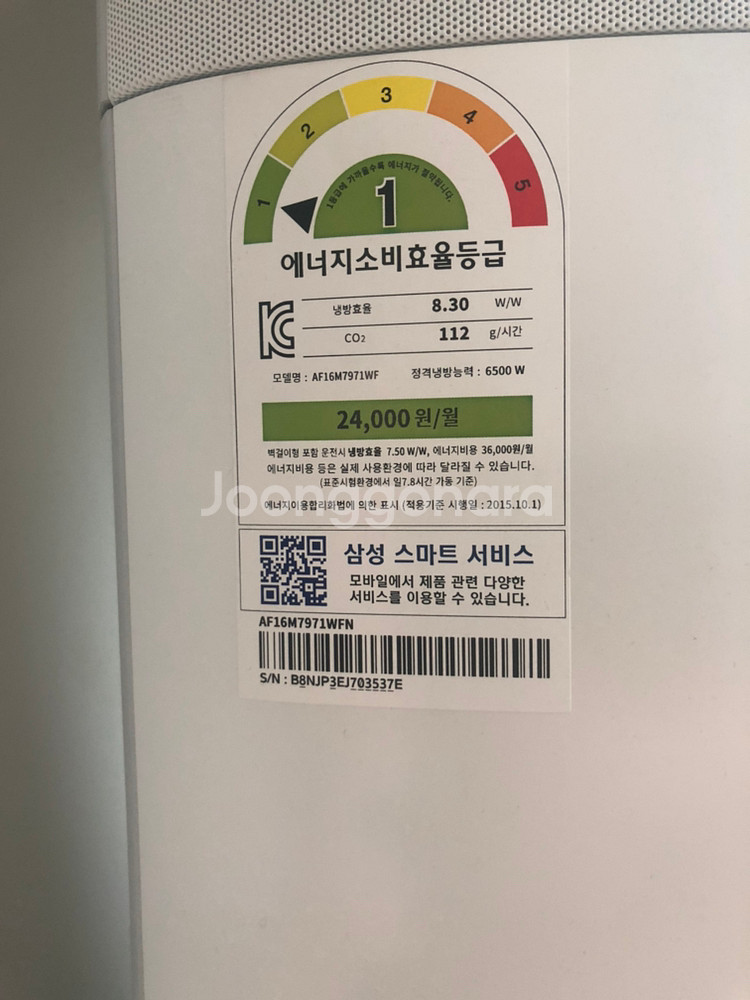 1 2 3 4 5
1등급에 가까울수록 에너지가 절약됩니다.
1
에너지소비효율등급
냉방효율 8.30 W/W
CO₂ 112 g/시간
모델명 : AF16M7971WF 정격냉방능력 : 6500 W
24,000원/월
벽걸이형 포함 운전시 냉방효율 7.50 W/W, 에너지비용 36,000원/월
에너지비용 등은 실제 사용환경에 따라 달라질 수 있습니다.
(표준시험환경에서 일7.8시간 가동 기준)
Joonggonara
에너지이용합리화법에 의한 표시 (적용기준 시행일 : 2015.10.1)
삼성 스마트 서비스
모바일에서 제품 관련 다양한
서비스를 이용할 수 있습니다.
AF16M7971WFN
S/N : B8NJP3EJ703537E